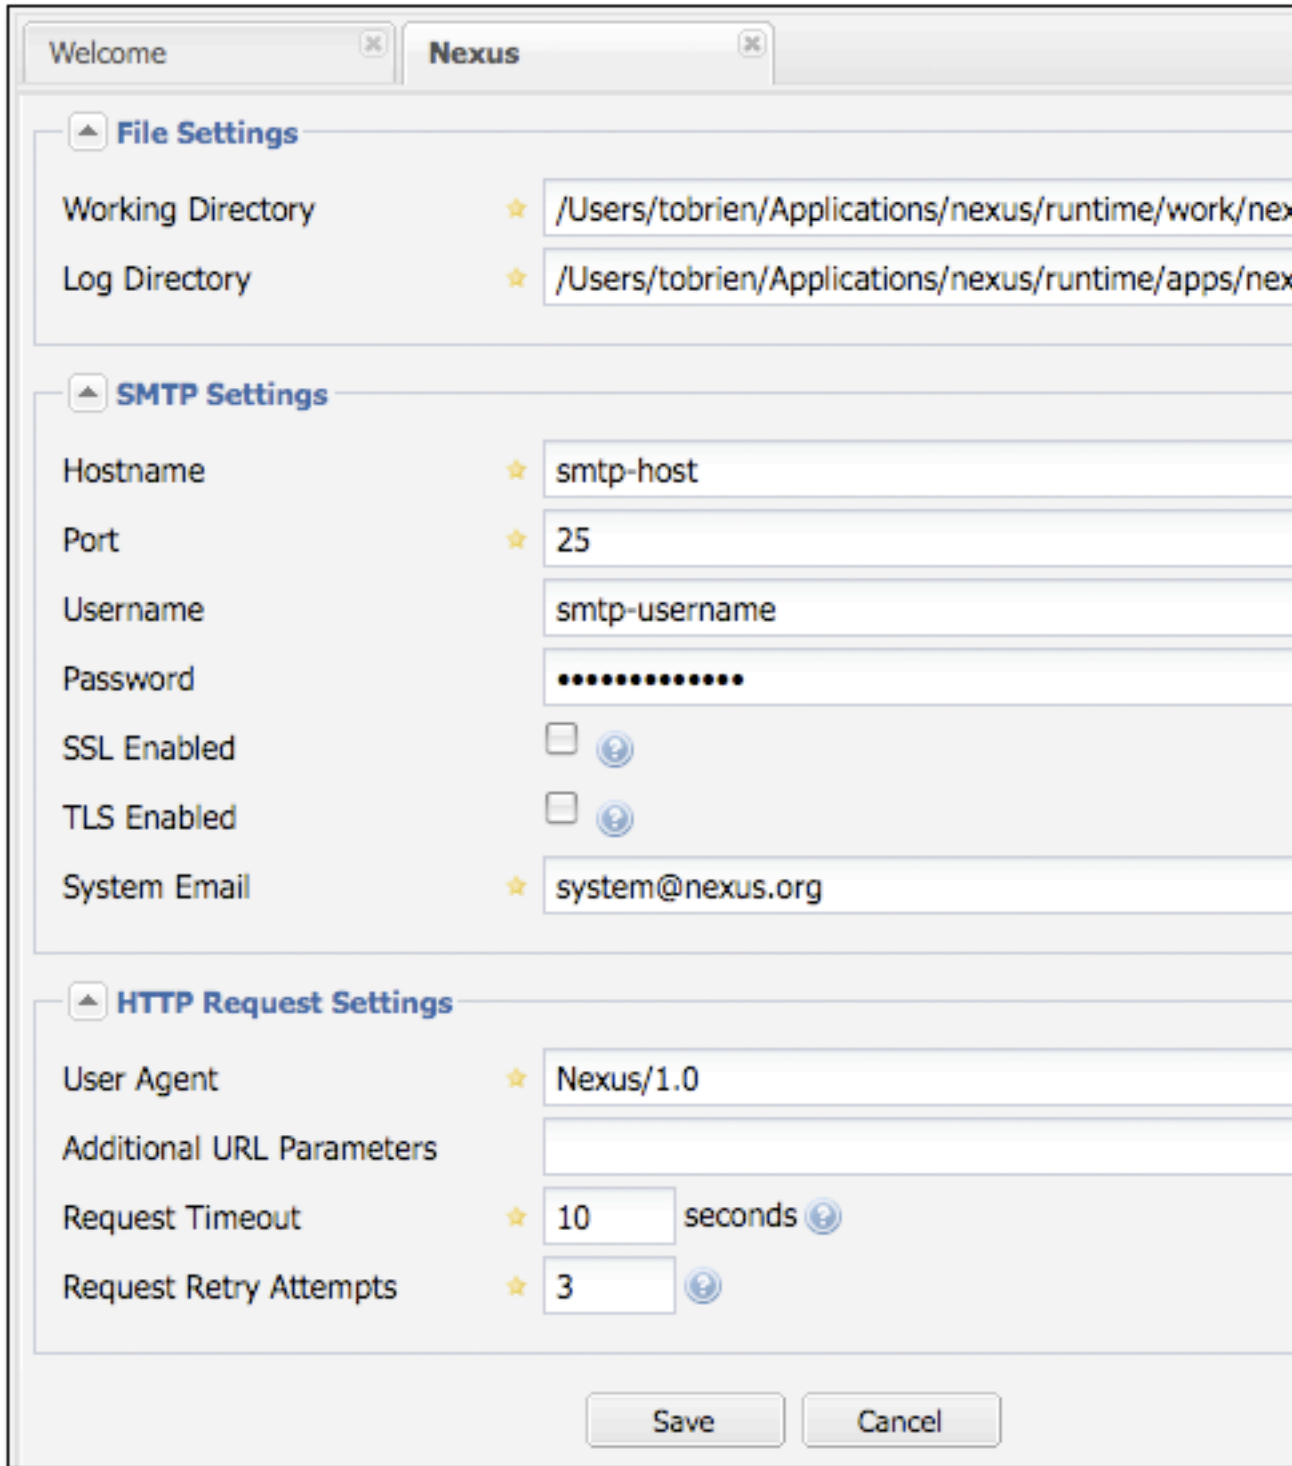 Welcome Nexus
File Settings
Working Directory /Users/tobrien/Applications/nexus/runtime/work/nex
Log Directory /Users/tobrien/Applications/nexus/runtime/apps/nex
SMTP Settings
Hostname smtp-host
Port 25
Username smtp-username
Password •••••••••••••
SSL Enabled ?
TLS Enabled ?
System Email system@nexus.org
HTTP Request Settings
User Agent Nexus/1.0
Additional URL Parameters
Request Timeout 10 seconds ?
Request Retry Attempts 3 ?
Save Cancel